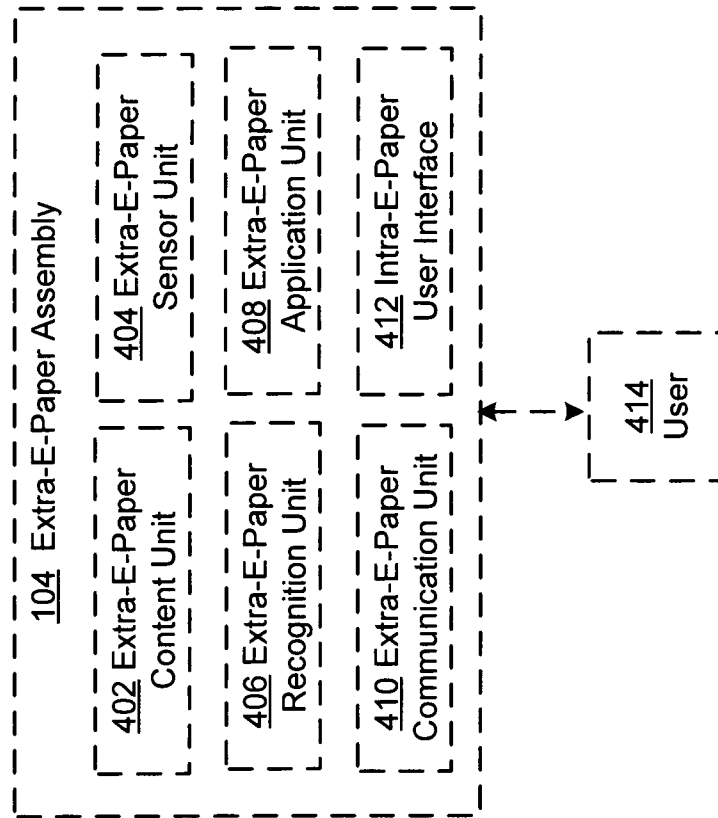 104 Extra-E-Paper Assembly
402 Extra-E-Paper
Content Unit
404 Extra-E-Paper
Sensor Unit
406 Extra-E-Paper
Recognition Unit
408 Extra-E-Paper
Application Unit
410 Extra-E-Paper
Communication Unit
412 Intra-E-Paper
User Interface
414
User